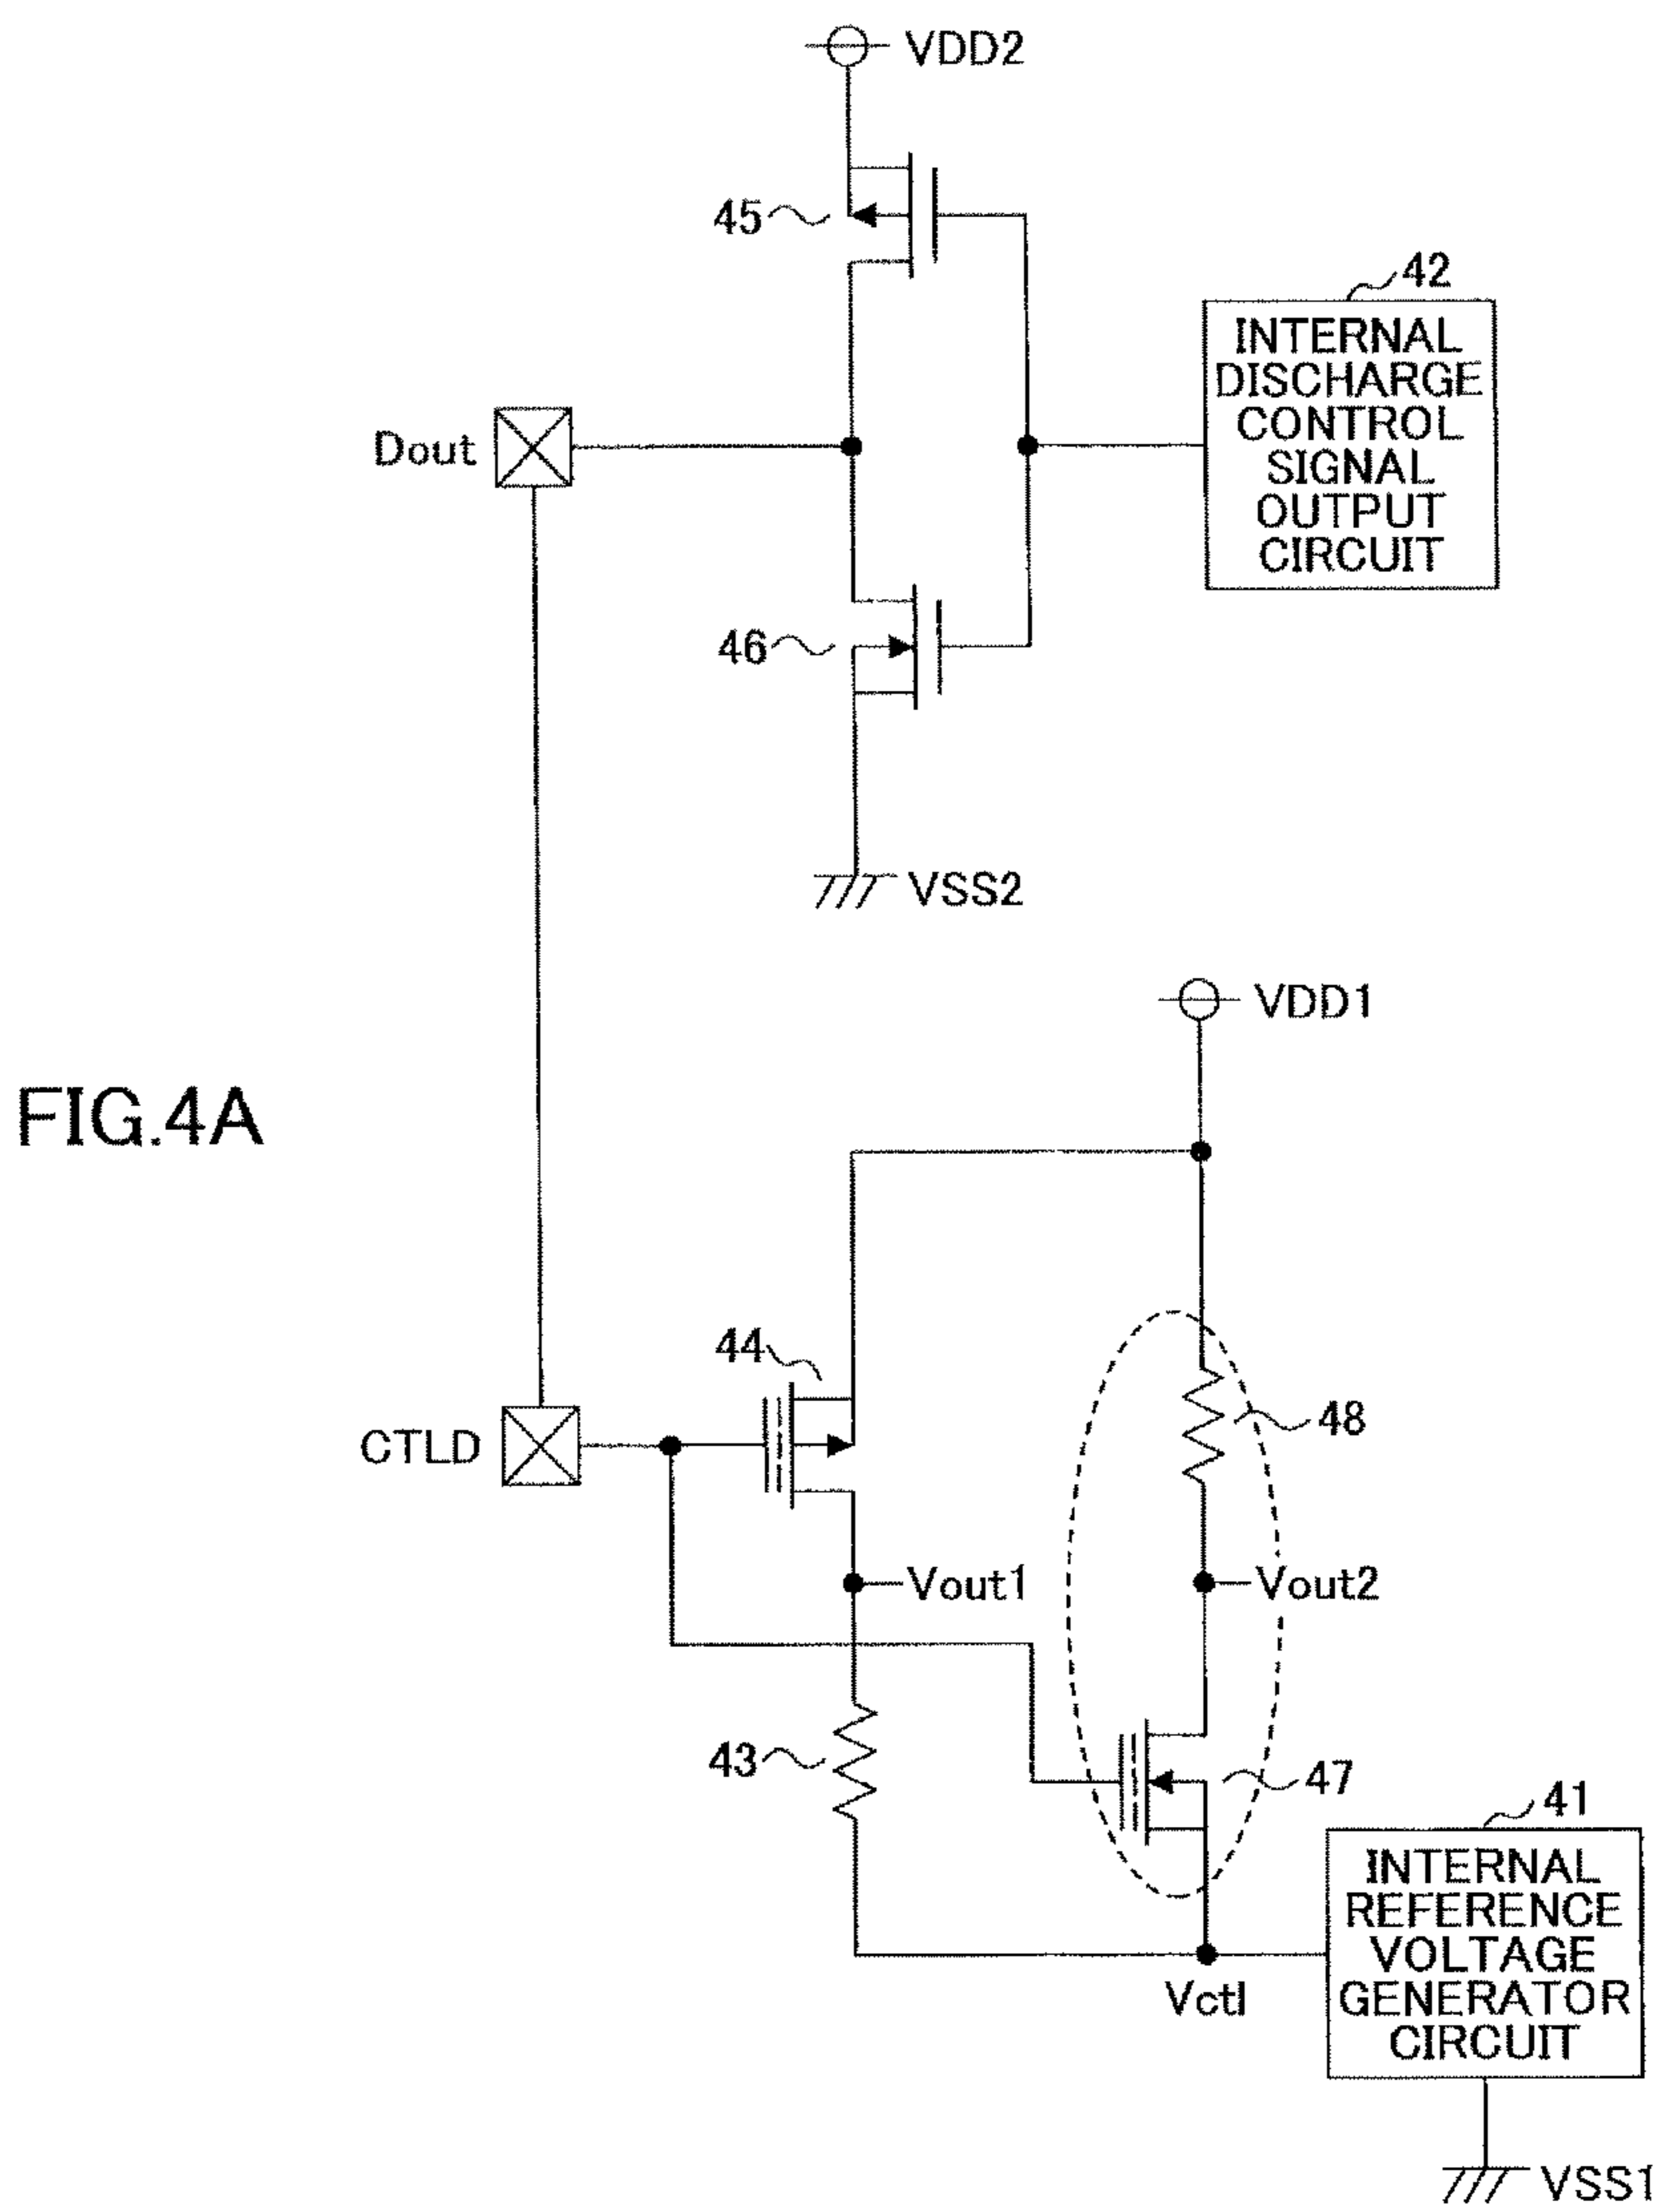 VDD2
45
42
INTERNAL
DISCHARGE
CONTROL
SIGNAL
OUTPUT
CIRCUIT
Dout
46
VSS2
VDD1
FIG.4A
44
48
CTLD
Vout1
Vout2
43
47
41
INTERNAL
REFERENCE
VOLTAGE
GENERATOR
CIRCUIT
Vctl
VSS1